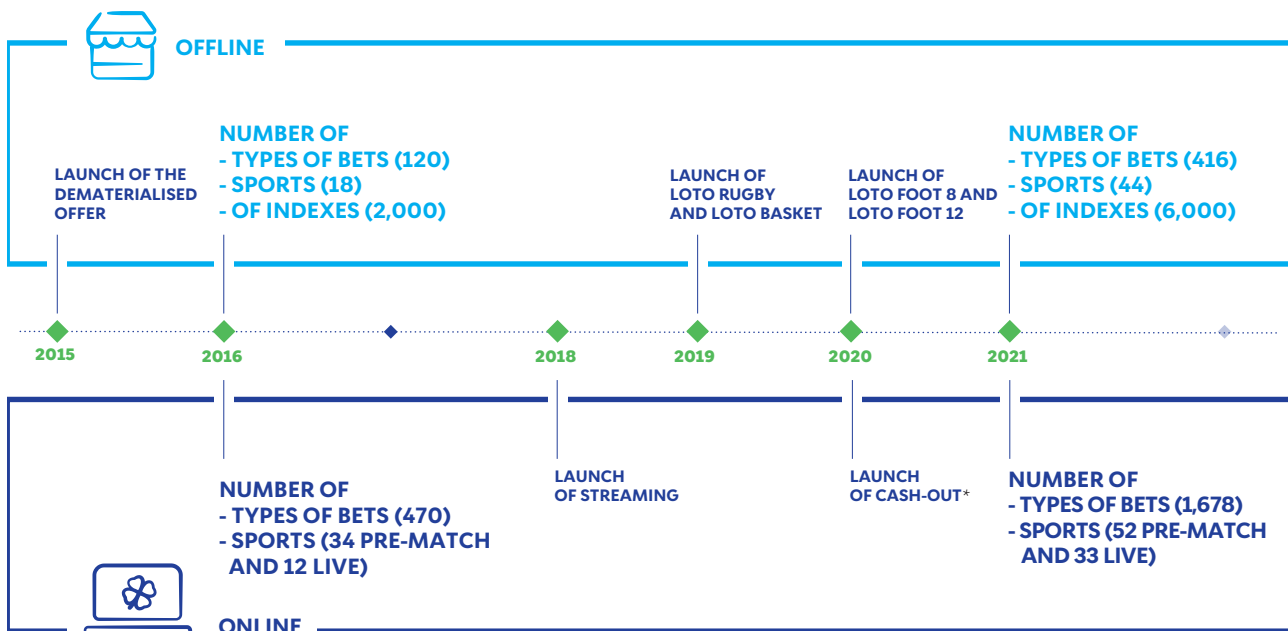 OFFLINE
LAUNCH OF THE
DEMATERIALISED
OFFER
NUMBER OF
- TYPES OF BETS (120)
- SPORTS (18)
- OF INDEXES (2,000)
LAUNCH OF
LOTO RUGBY
AND LOTO BASKET
LAUNCH OF
LOTO FOOT 8 AND
LOTO FOOT 12
NUMBER OF
- TYPES OF BETS (416)
- SPORTS (44)
- OF INDEXES (6,000)
2015
2016
2018
2019
2020
2021
NUMBER OF
- TYPES OF BETS (470)
- SPORTS (34 PRE-MATCH
AND 12 LIVE)
LAUNCH
OF STREAMING
LAUNCH
OF CASH-OUT*
NUMBER OF
- TYPES OF BETS (1,678)
- SPORTS (52 PRE-MATCH
AND 33 LIVE)
ONLINE